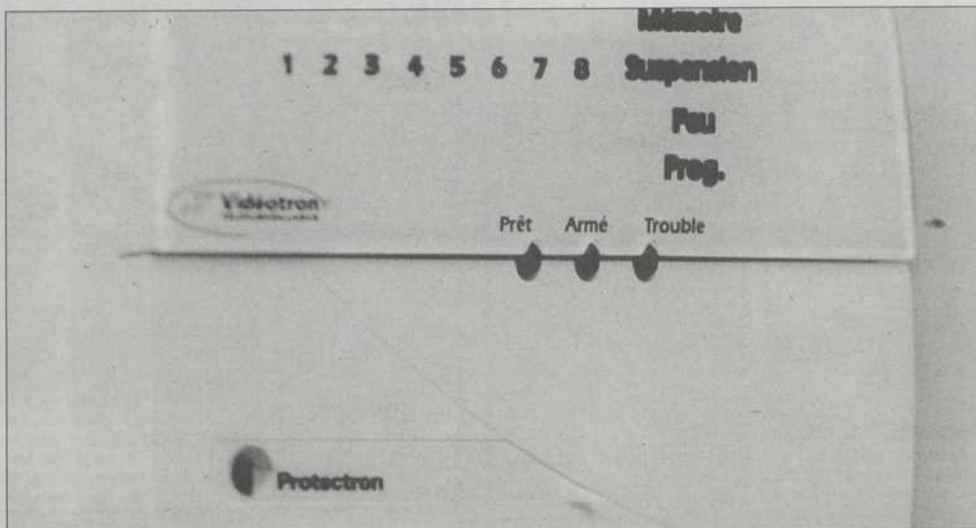 Mémoire
1 2 3 4 5 6 7 8 Suspension
Feu
Prog.
Vidéotron
Prêt Armé Trouble
Protectron